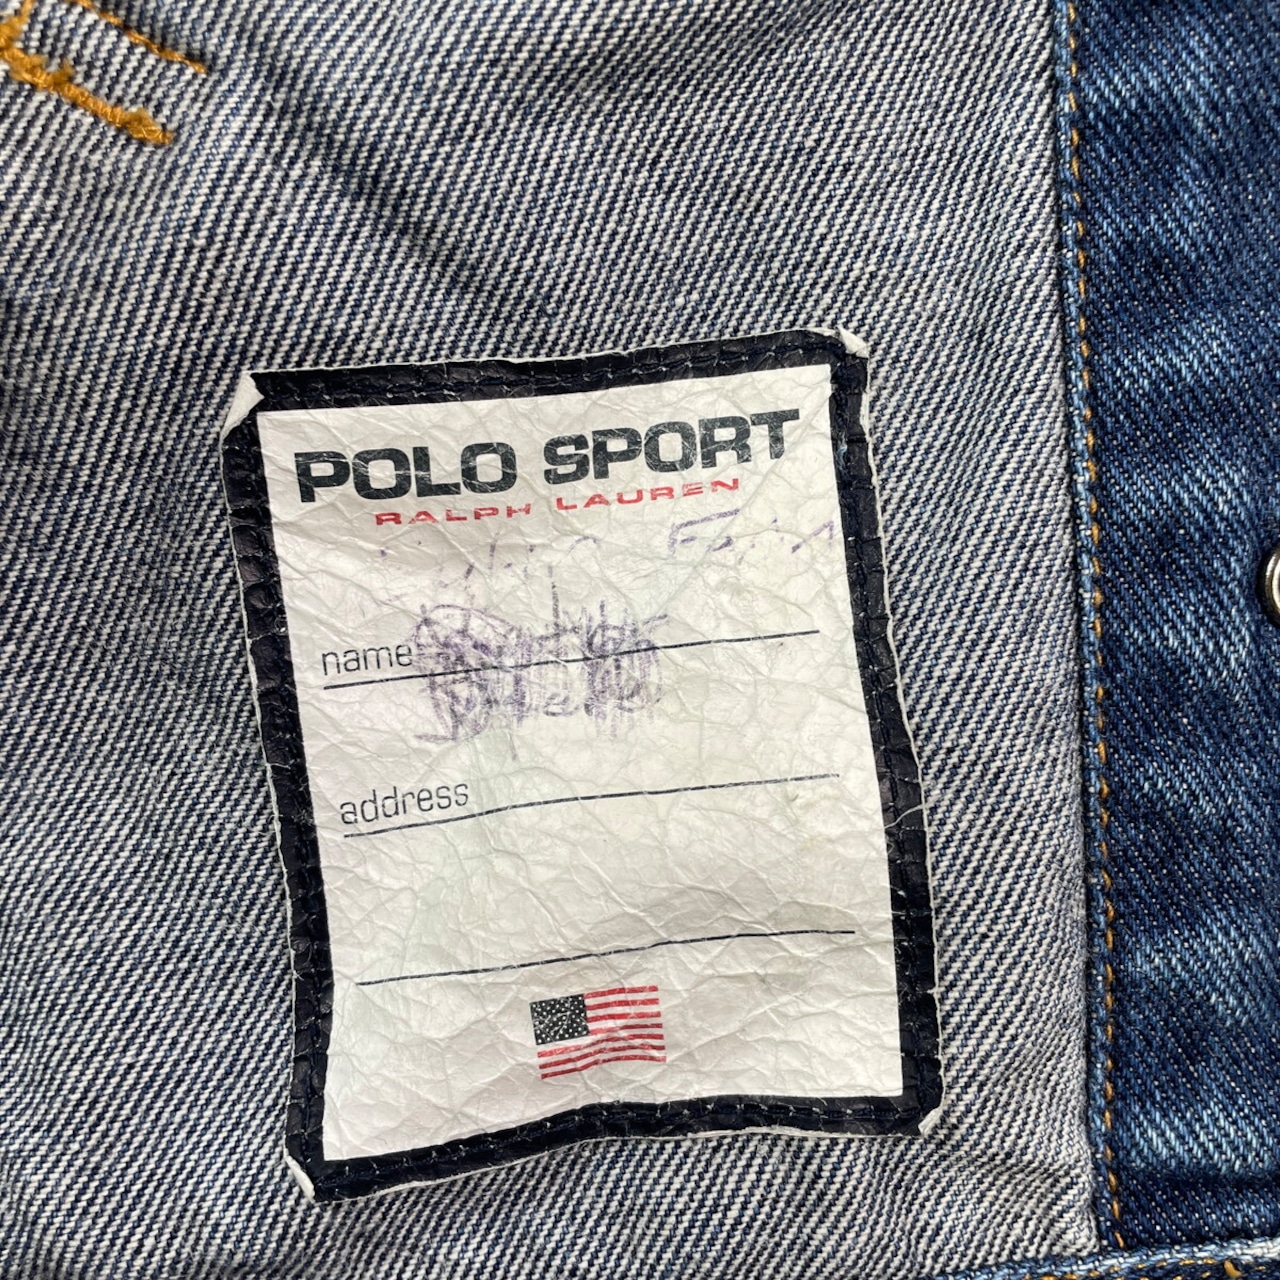 POLO SPORT
RALPH LAUREN
name
address